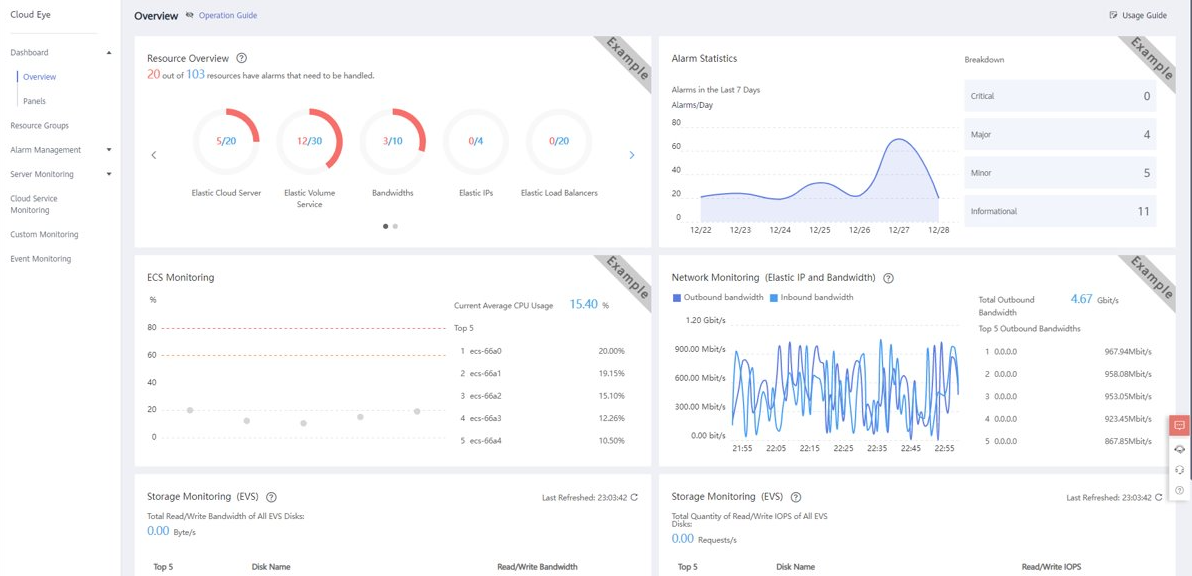 Cloud Eye
Dashboard
Overview
Panels
Resource Groups
Alarm Management
Server Monitoring
Cloud Service
Monitoring
Custom Monitoring
Event Monitoring
Overview
Operation Guide
Usage Guide
Resource Overview
20 out of 103 resources have alarms that need to be handled.
Example
5/20
12/30
3/10
0/4
0/20
Elastic Cloud Server
Elastic Volume
Service
Bandwidths
Elastic IPs
Elastic Load Balancers
Alarm Statistics
Example
Alarms in the Last 7 Days
Alarms/Day
80
60
40
20
0
12/22 12/23 12/24 12/25 12/26 12/27 12/28
Breakdown
Critical 0
Major 4
Minor 5
Informational 11
ECS Monitoring
Example
%
80
60
40
20
0
Current Average CPU Usage 15.40 %
Top 5
1 ecs-66a0 20.00%
2 ecs-66a1 19.15%
3 ecs-66a2 15.10%
4 ecs-66a3 12.26%
5 ecs-66a4 10.50%
Network Monitoring (Elastic IP and Bandwidth)
Example
Outbound bandwidth Inbound bandwidth
1.20 Gbit/s
900.00 Mbit/s
600.00 Mbit/s
300.00 Mbit/s
0.00 bit/s
21:55 22:05 22:15 22:25 22:35 22:45 22:55
Total Outbound
Bandwidth
4.67 Gbit/s
Top 5 Outbound Bandwidths
1 0.0.0.0 967.94Mbit/s
2 0.0.0.0 958.08Mbit/s
3 0.0.0.0 953.05Mbit/s
4 0.0.0.0 923.45Mbit/s
5 0.0.0.0 867.85Mbit/s
Storage Monitoring (EVS)
Last Refreshed: 23:03:42
Total Read/Write Bandwidth of All EVS Disks:
0.00 Byte/s
Top 5 Disk Name Read/Write Bandwidth
Storage Monitoring (EVS)
Last Refreshed: 23:03:42
Total Quantity of Read/Write IOPS of All EVS
Disks:
0.00 Requests/s
Top 5 Disk Name Read/Write IOPS